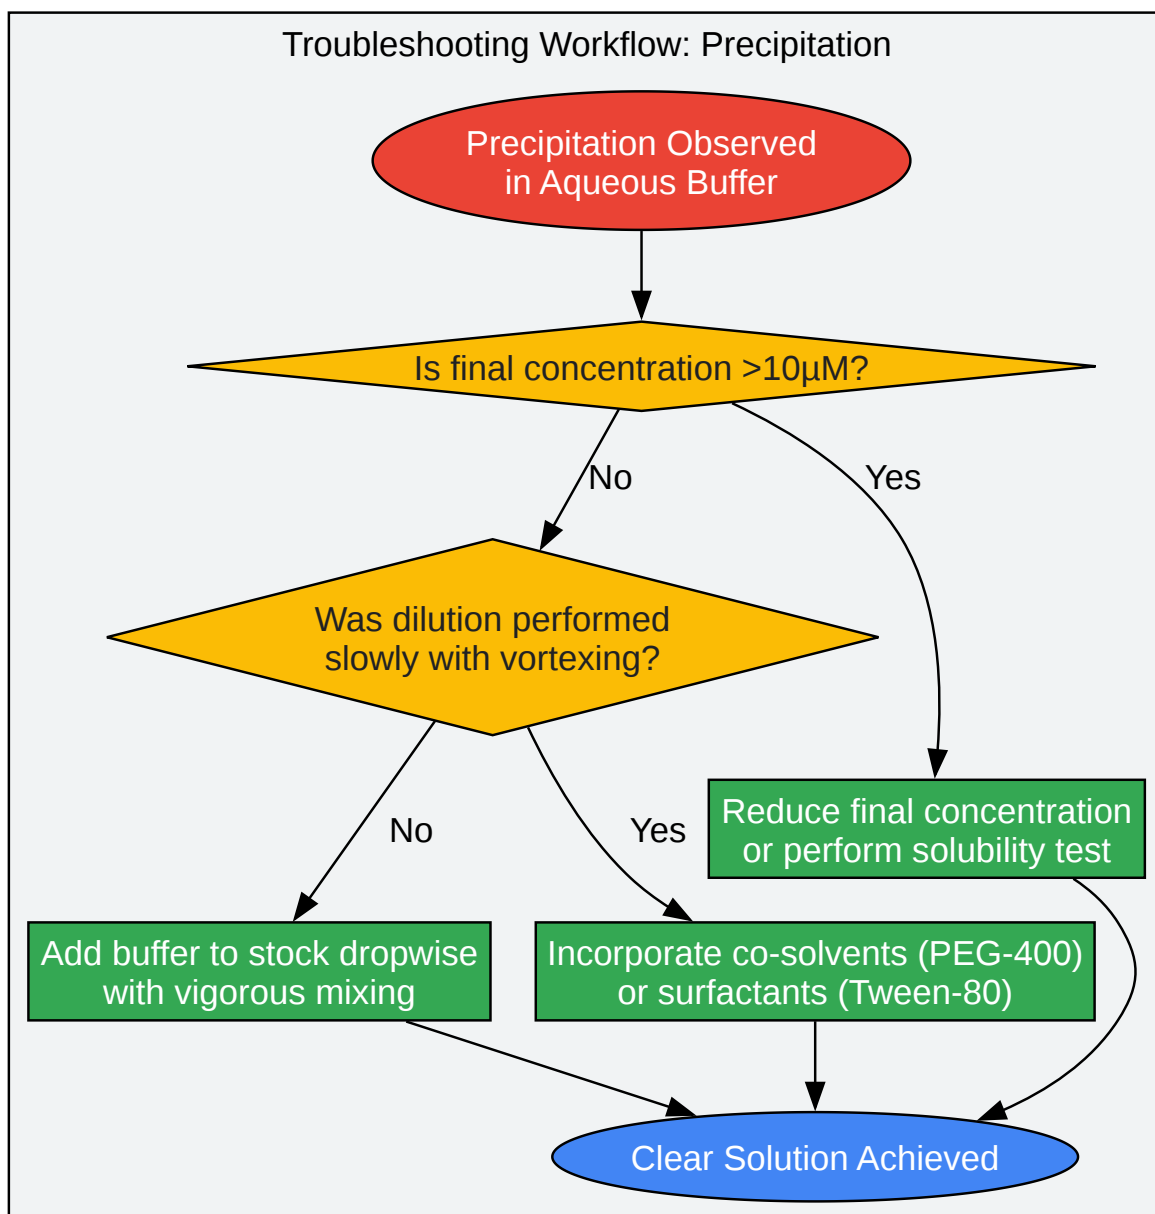 Troubleshooting Workflow: Precipitation
Precipitation Observed
in Aqueous Buffer
Is final concentration >10µM?
No
Yes
Was dilution performed
slowly with vortexing?
No
Yes
Reduce final concentration
or perform solubility test
Add buffer to stock dropwise
with vigorous mixing
Incorporate co-solvents (PEG-400)
or surfactants (Tween-80)
Clear Solution Achieved